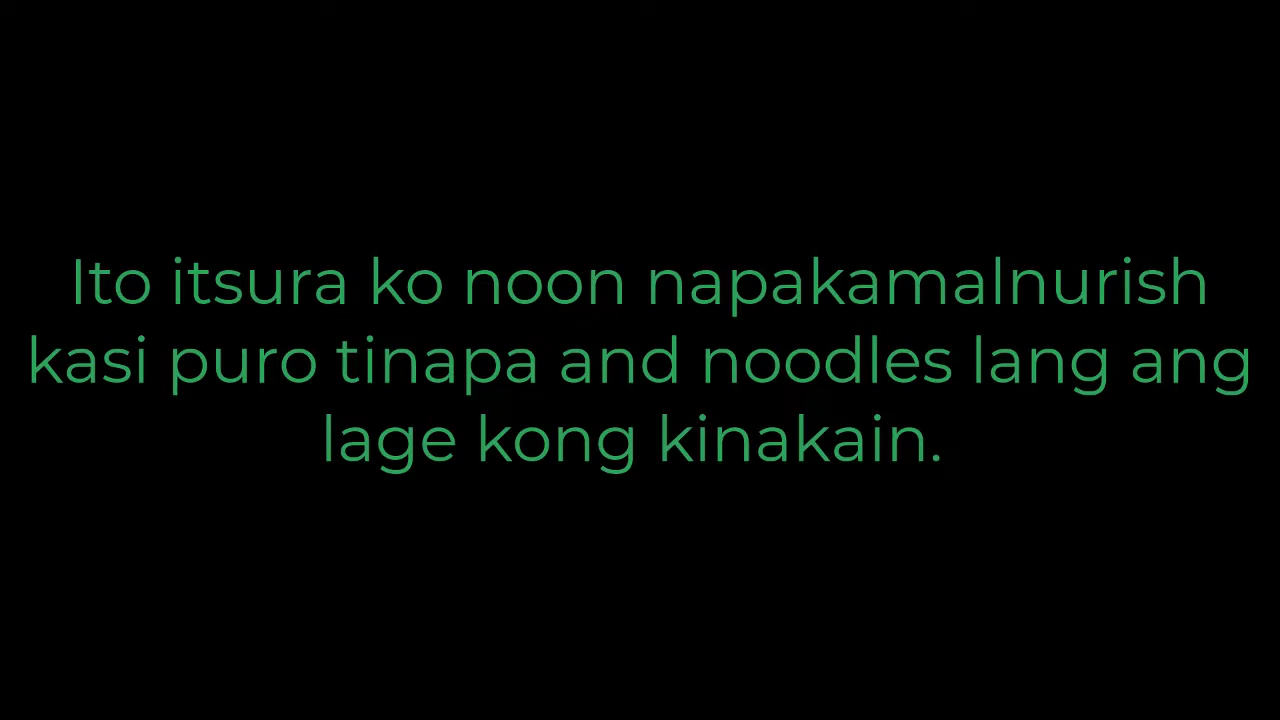 Ito itsura ko noon napakamalnurish
kasi puro tinapa and noodles lang ang
lage kong kinakain.